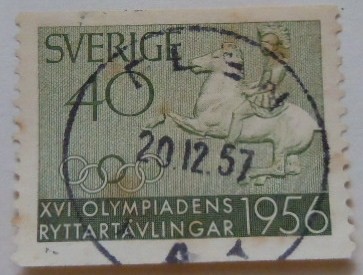 SVERIGE
40
20.12.57
XVI OLYMPIADENS
RYTTARTÄVLINGAR 1956